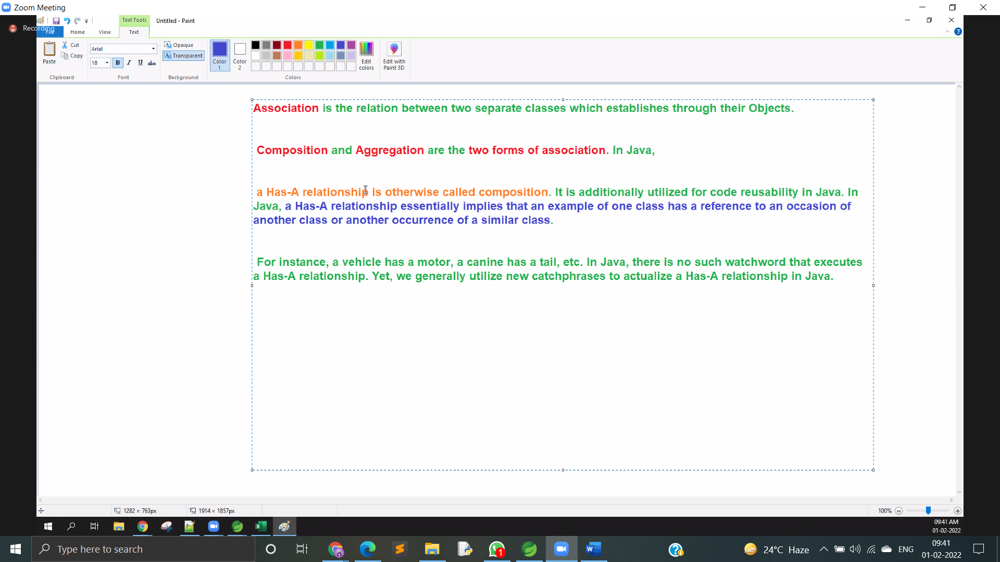 Zoom Meeting
Recording
Text Tools
Untitled - Paint
File
Home
View
Text
Paste
Cut
Copy
Clipboard
Arial
18
B I U abc
Font
Opaque
Transparent
Background
Color 1
Color 2
Edit colors
Colors
Edit with Paint 3D
Association is the relation between two separate classes which establishes through their Objects.
Composition and Aggregation are the two forms of association. In Java,
a Has-A relationship is otherwise called composition. It is additionally utilized for code reusability in Java. In
Java, a Has-A relationship essentially implies that an example of one class has a reference to an occasion of
another class or another occurrence of a similar class.
For instance, a vehicle has a motor, a canine has a tail, etc. In Java, there is no such watchword that executes
a Has-A relationship. Yet, we generally utilize new catchphrases to actualize a Has-A relationship in Java.
1282 × 763px
1914 × 1857px
100%
09:41 AM
01-02-2022
Type here to search
1
24°C Haze
ENG
09:41
01-02-2022